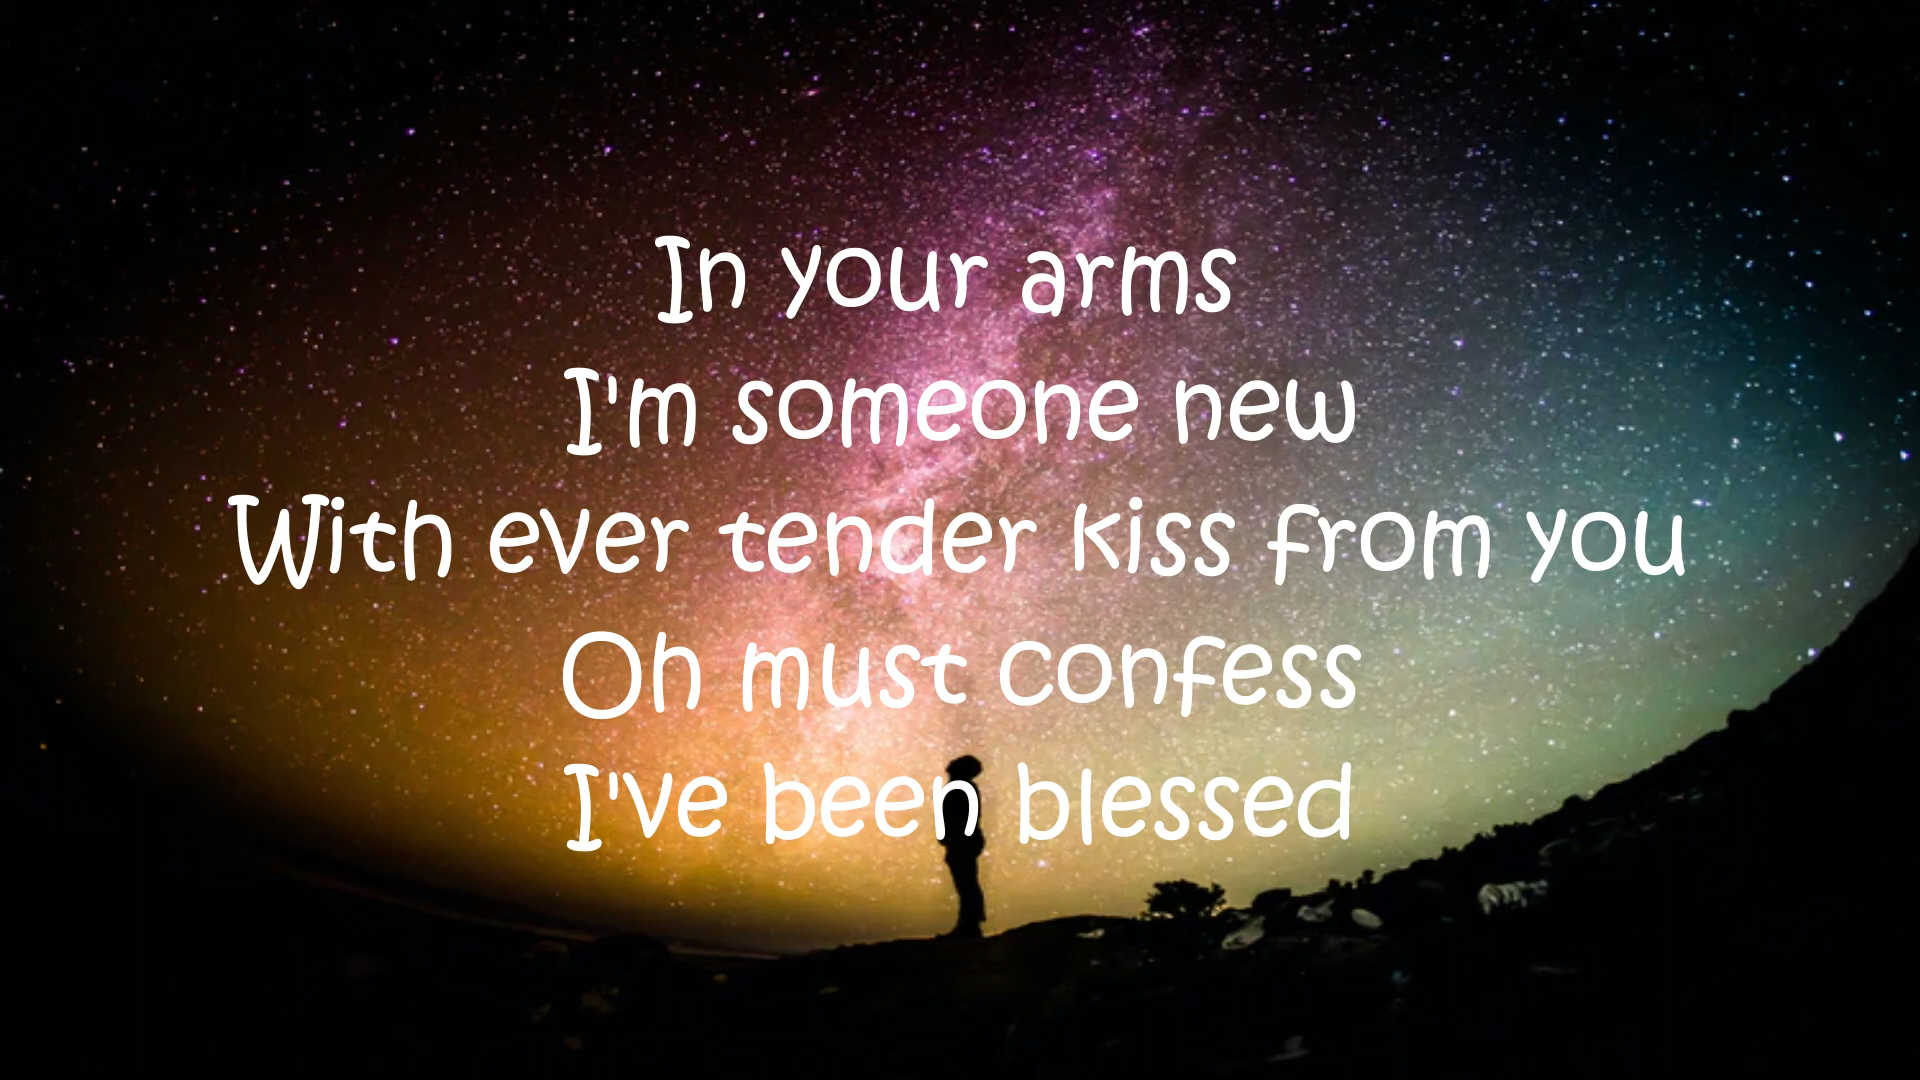 In your arms
I'm someone new
With ever tender kiss from you
Oh must confess
I've been blessed